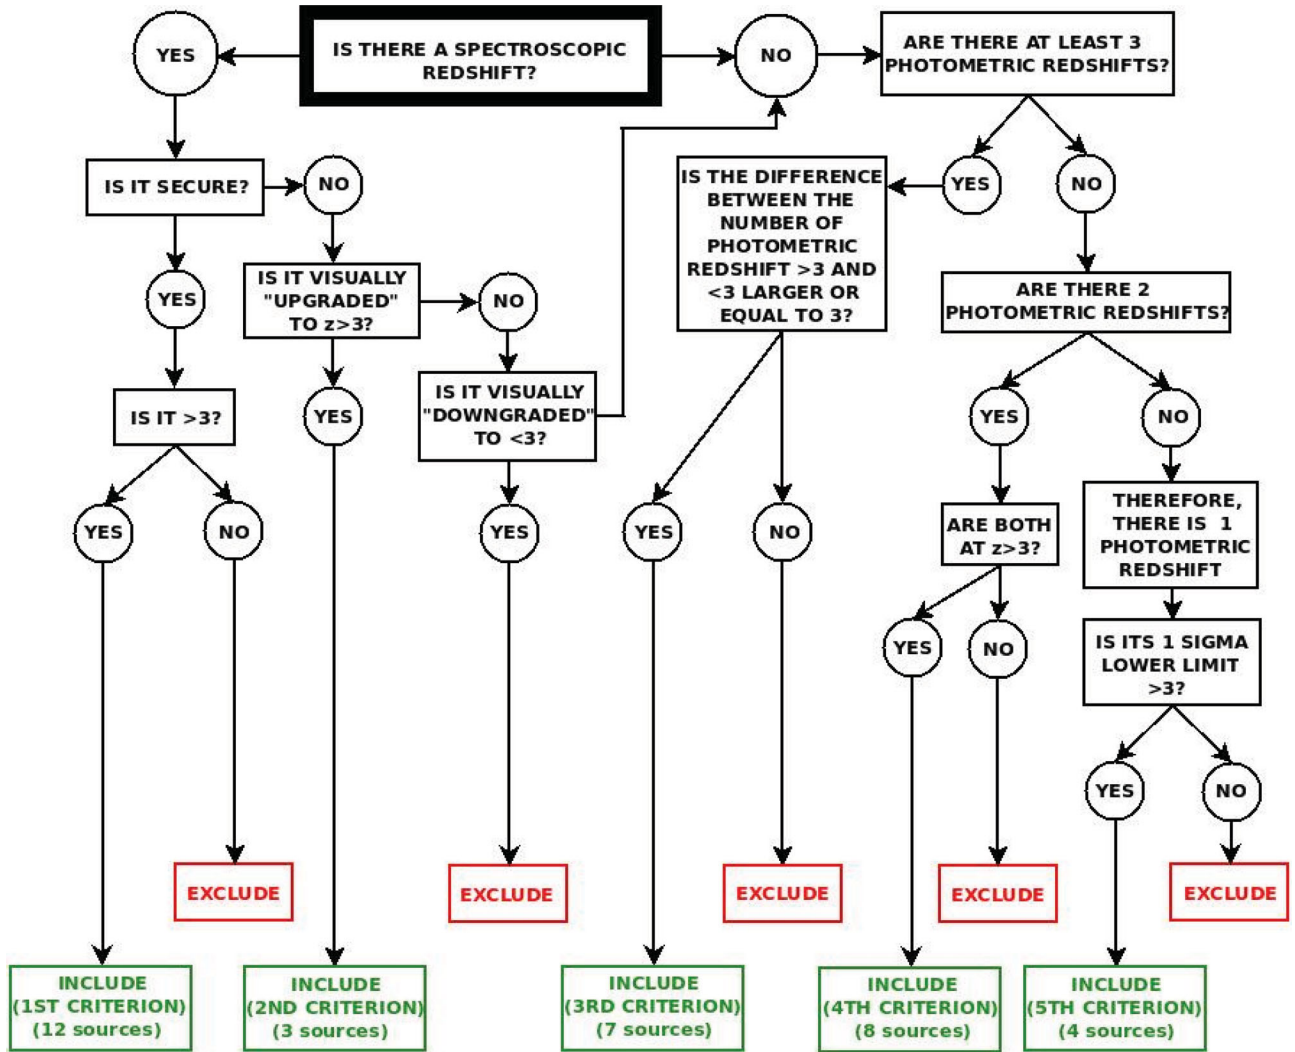 IS THERE A SPECTROSCOPIC
REDSHIFT?
YES
NO
ARE THERE AT LEAST 3
PHOTOMETRIC REDSHIFTS?
IS IT SECURE?
NO
IS THE DIFFERENCE
BETWEEN THE
NUMBER OF
PHOTOMETRIC
REDSHIFT >3 AND
<3 LARGER OR
EQUAL TO 3?
YES
NO
YES
IS IT VISUALLY
"UPGRADED"
TO z>3?
NO
ARE THERE 2
PHOTOMETRIC REDSHIFTS?
IS IT >3?
YES
IS IT VISUALLY
"DOWNGRADED"
TO <3?
YES
NO
YES
NO
YES
YES
NO
ARE BOTH
AT z>3?
THEREFORE,
THERE IS 1
PHOTOMETRIC
REDSHIFT
YES
NO
IS ITS 1 SIGMA
LOWER LIMIT
>3?
YES
NO
EXCLUDE
EXCLUDE
EXCLUDE
EXCLUDE
EXCLUDE
INCLUDE
(1ST CRITERION)
(12 sources)
INCLUDE
(2ND CRITERION)
(3 sources)
INCLUDE
(3RD CRITERION)
(7 sources)
INCLUDE
(4TH CRITERION)
(8 sources)
INCLUDE
(5TH CRITERION)
(4 sources)